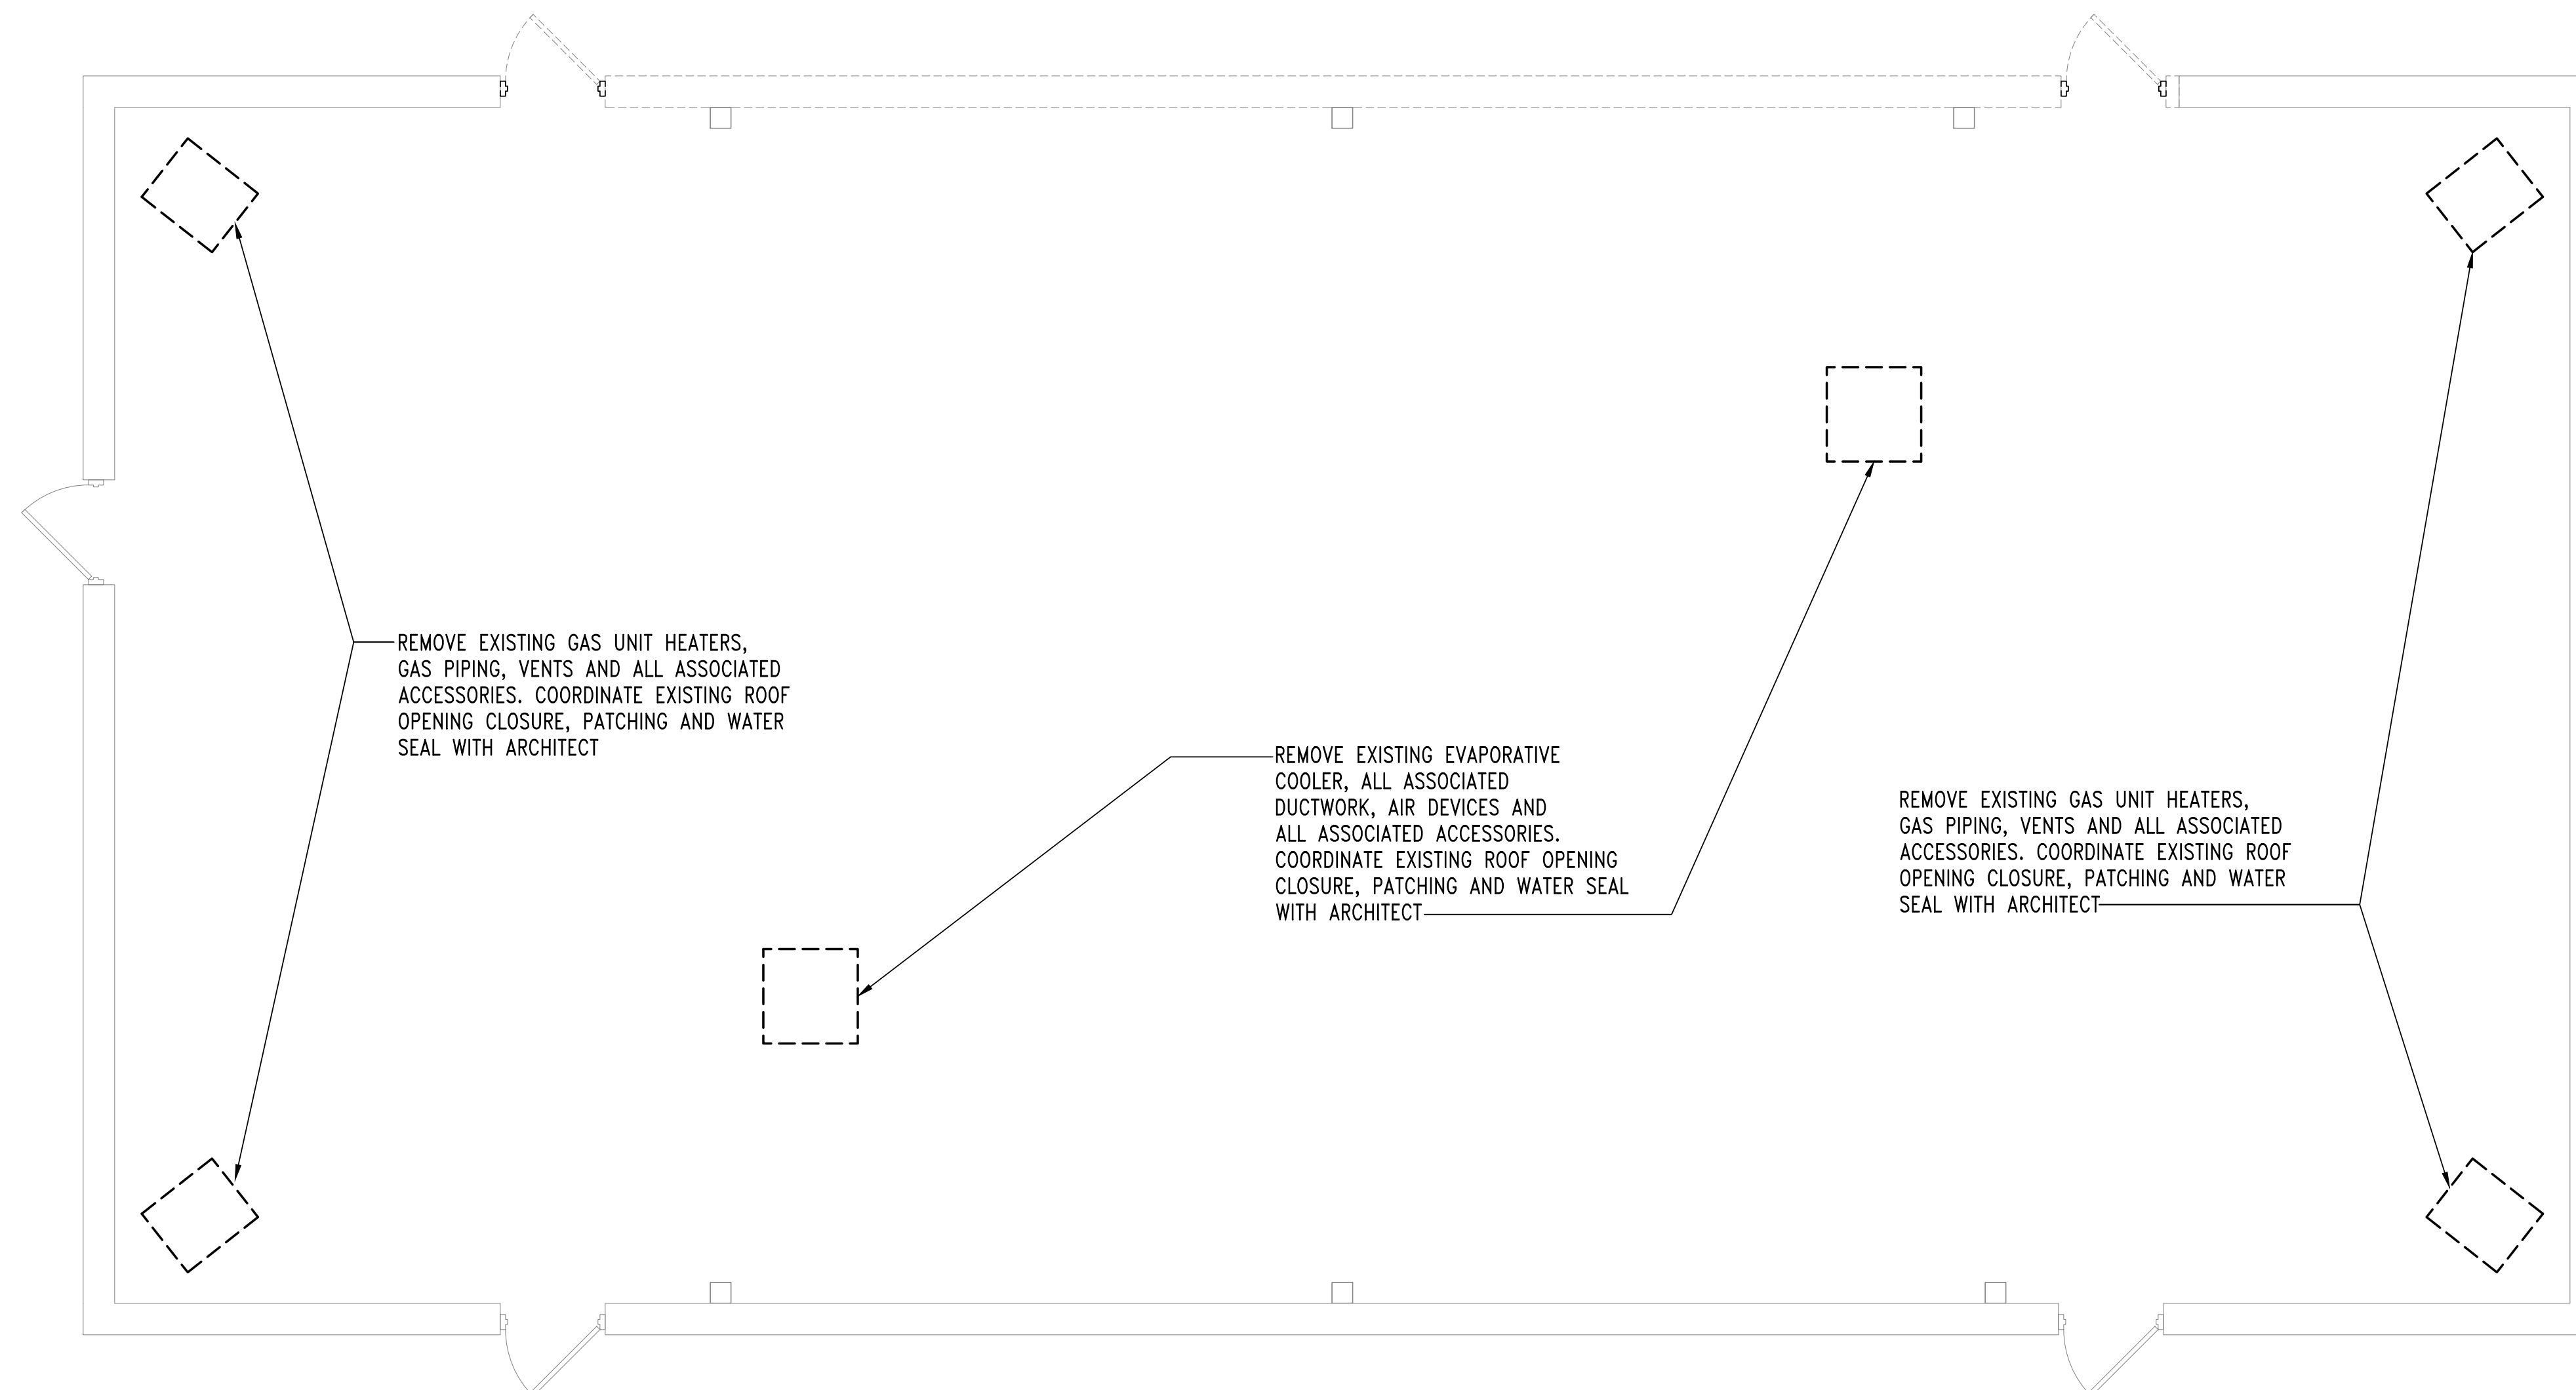 REMOVE EXISTING GAS UNIT HEATERS,
GAS PIPING, VENTS AND ALL ASSOCIATED
ACCESSORIES. COORDINATE EXISTING ROOF
OPENING CLOSURE, PATCHING AND WATER
SEAL WITH ARCHITECT
REMOVE EXISTING EVAPORATIVE
COOLER, ALL ASSOCIATED
DUCTWORK, AIR DEVICES AND
ALL ASSOCIATED ACCESSORIES.
COORDINATE EXISTING ROOF OPENING
CLOSURE, PATCHING AND WATER SEAL
WITH ARCHITECT
REMOVE EXISTING GAS UNIT HEATERS,
GAS PIPING, VENTS AND ALL ASSOCIATED
ACCESSORIES. COORDINATE EXISTING ROOF
OPENING CLOSURE, PATCHING AND WATER
SEAL WITH ARCHITECT